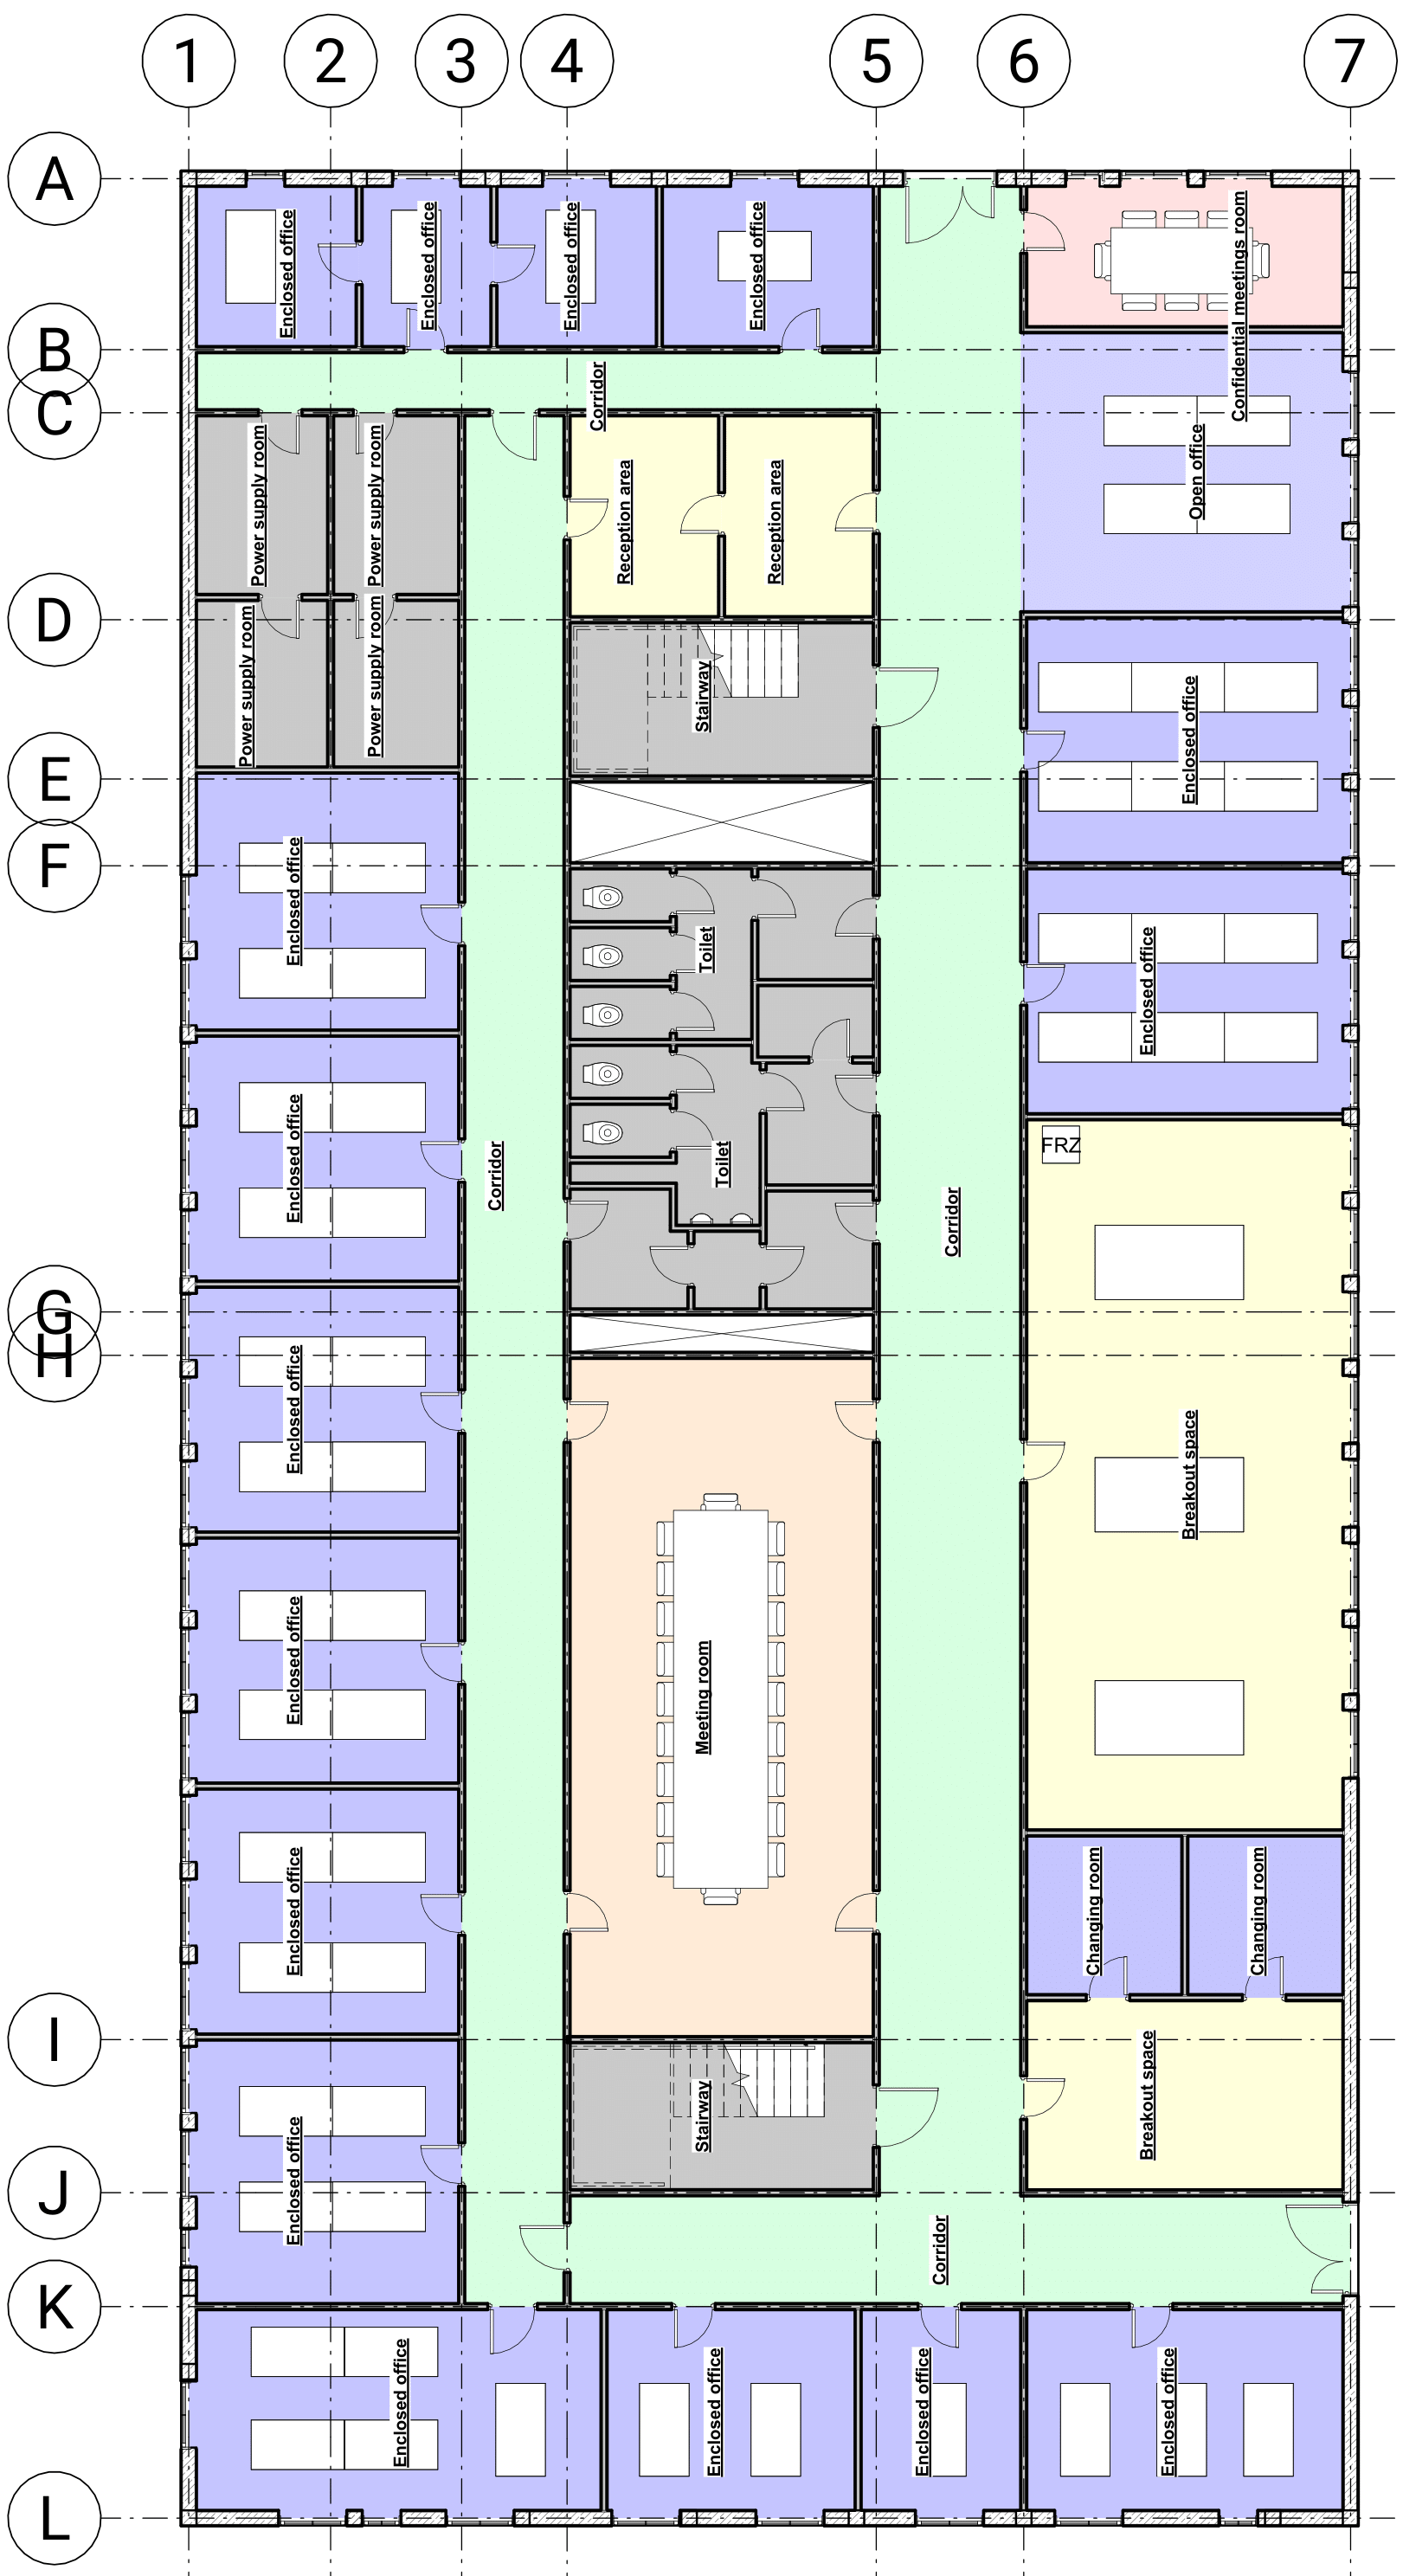 1
2
3
4
5
6
7
A
B
C
D
E
F
G
H
I
J
K
L
Enclosed office
Enclosed office
Enclosed office
Enclosed office
Confidential meetings room
Corridor
Open office
Power supply room
Power supply room
Reception area
Reception area
Power supply room
Power supply room
Stairway
Enclosed office
Enclosed office
Toilet
Enclosed office
Enclosed office
Corridor
Toilet
Corridor
FRZ
Enclosed office
Breakout space
Enclosed office
Meeting room
Enclosed office
Changing room
Changing room
Enclosed office
Stairway
Breakout space
Corridor
Enclosed office
Enclosed office
Enclosed office
Enclosed office